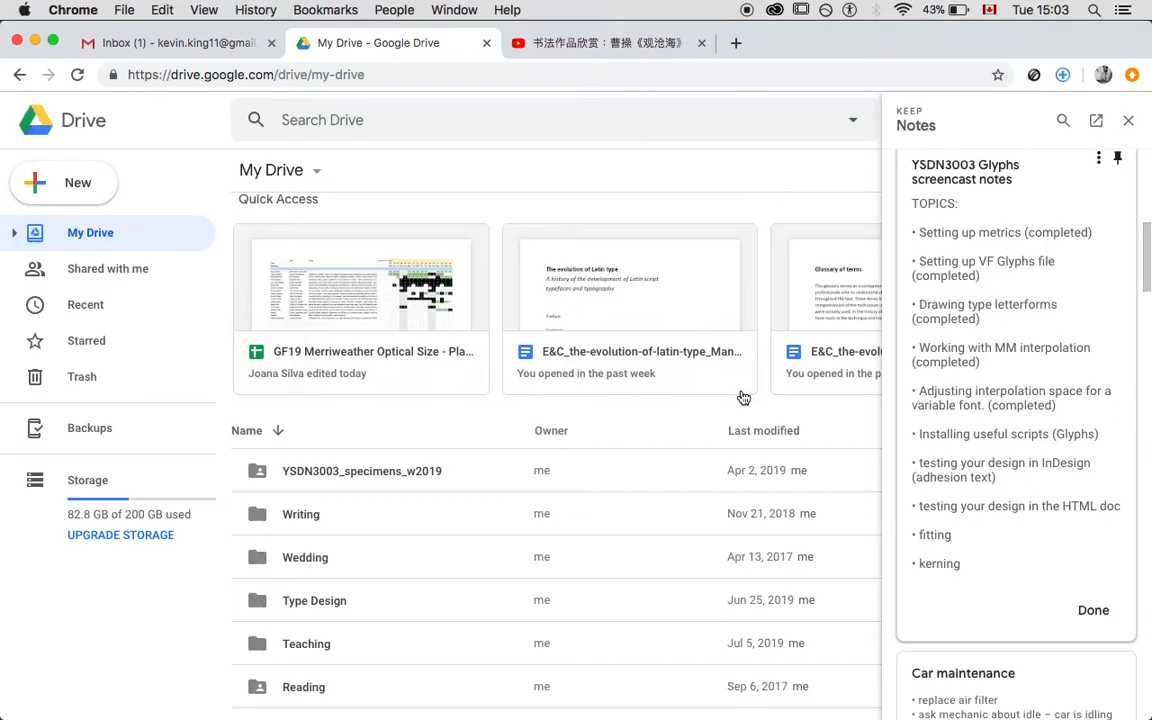 Chrome File Edit View History Bookmarks People Window Help 43% Tue 15:03
Inbox (1) - kevin.king11@gmail. My Drive - Google Drive 书法作品欣赏：曹操《观沧海》
https://drive.google.com/drive/my-drive
Drive
Search Drive
New
My Drive
Shared with me
Recent
Starred
Trash
Backups
Storage
82.8 GB of 200 GB used
UPGRADE STORAGE
My Drive
Quick Access
The evolution of Latin type
A history of the development of Latin script
typefaces and typography
Preface
Glossary of terms
GF19 Merriweather Optical Size - Pla...
Joana Silva edited today
E&C_the-evolution-of-latin-type_Man...
You opened in the past week
E&C_the-evolu
You opened in the pa
Name Owner Last modified
YSDN3003_specimens_w2019 me Apr 2, 2019 me
Writing me Nov 21, 2018 me
Wedding me Apr 13, 2017 me
Type Design me Jun 25, 2019 me
Teaching me Jul 5, 2019 me
Reading me Sep 6, 2017 me
KEEP
Notes
YSDN3003 Glyphs
screencast notes
TOPICS:
• Setting up metrics (completed)
• Setting up VF Glyphs file
(completed)
• Drawing type letterforms
(completed)
• Working with MM interpolation
(completed)
• Adjusting interpolation space for a
variable font. (completed)
• Installing useful scripts (Glyphs)
• testing your design in InDesign
(adhesion text)
• testing your design in the HTML doc
• fitting
• kerning
Done
Car maintenance
• replace air filter
• ask mechanic about idle – car is idling